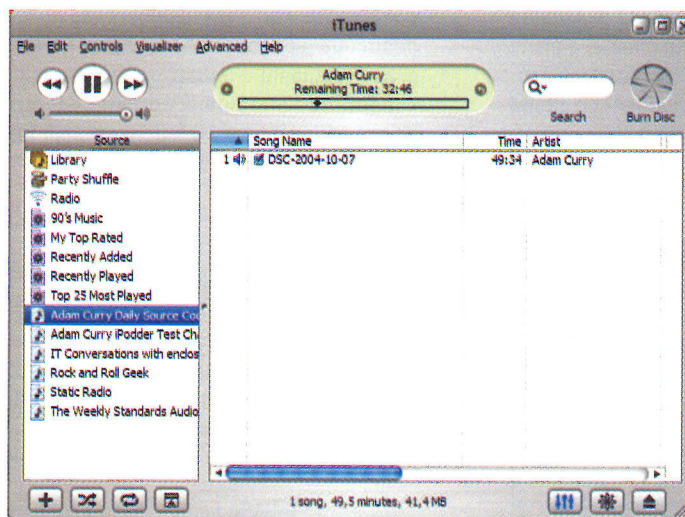 iTunes
File Edit Controls Visualizer Advanced Help
Adam Curry
Remaining Time: 32:46
Search
Burn Disc
Source
Song Name Time Artist
Library
1 DSC-2004-10-07 49:34 Adam Curry
Party Shuffle
Radio
90's Music
My Top Rated
Recently Added
Recently Played
Top 25 Most Played
Adam Curry Daily Source Co
Adam Curry iPodder Test Ch
IT Conversations with enclos
Rock and Roll Geek
Static Radio
The Weekly Standards Audio
1 song, 49,5 minutes, 41,4 MB